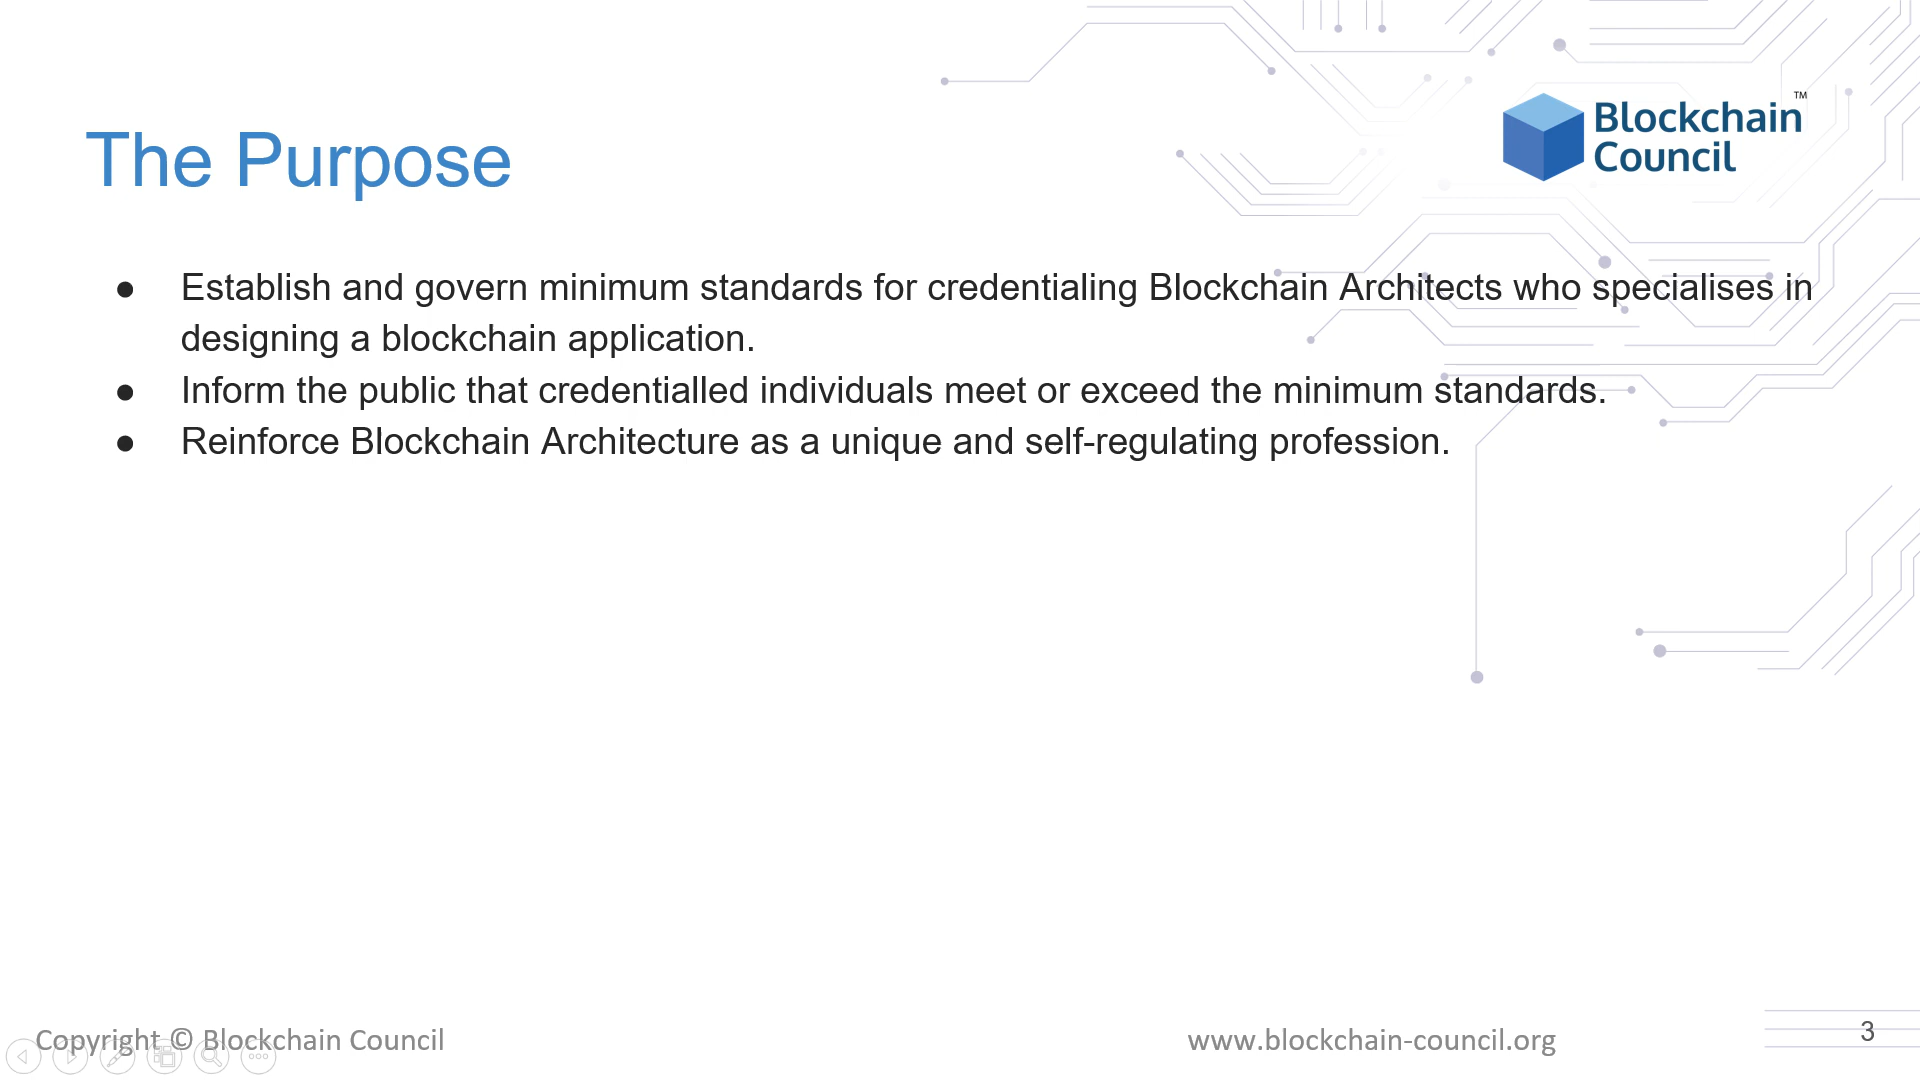 Blockchain™
Council
The Purpose
● Establish and govern minimum standards for credentialing Blockchain Architects who specialises in
designing a blockchain application.
● Inform the public that credentialled individuals meet or exceed the minimum standards.
● Reinforce Blockchain Architecture as a unique and self-regulating profession.
Copyright © Blockchain Council
www.blockchain-council.org
3